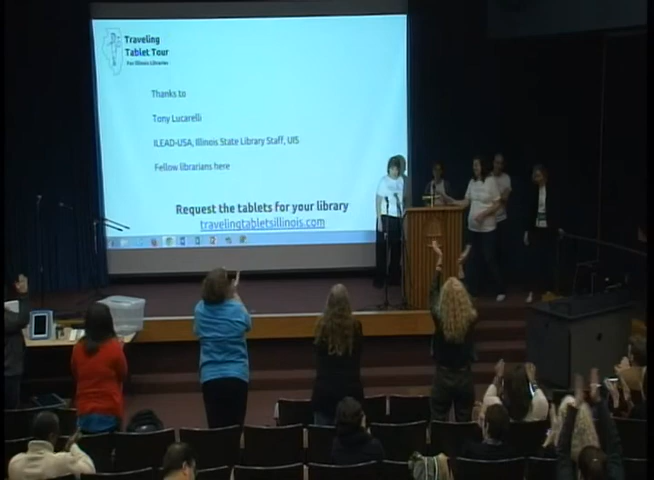 Traveling
Tablet Tour
For Illinois Libraries
Thanks to
Tony Lucarelli
ILEAD-USA, Illinois State Library Staff, UIS
Fellow librarians here
Request the tablets for your library
travelingtabletsillinois.com